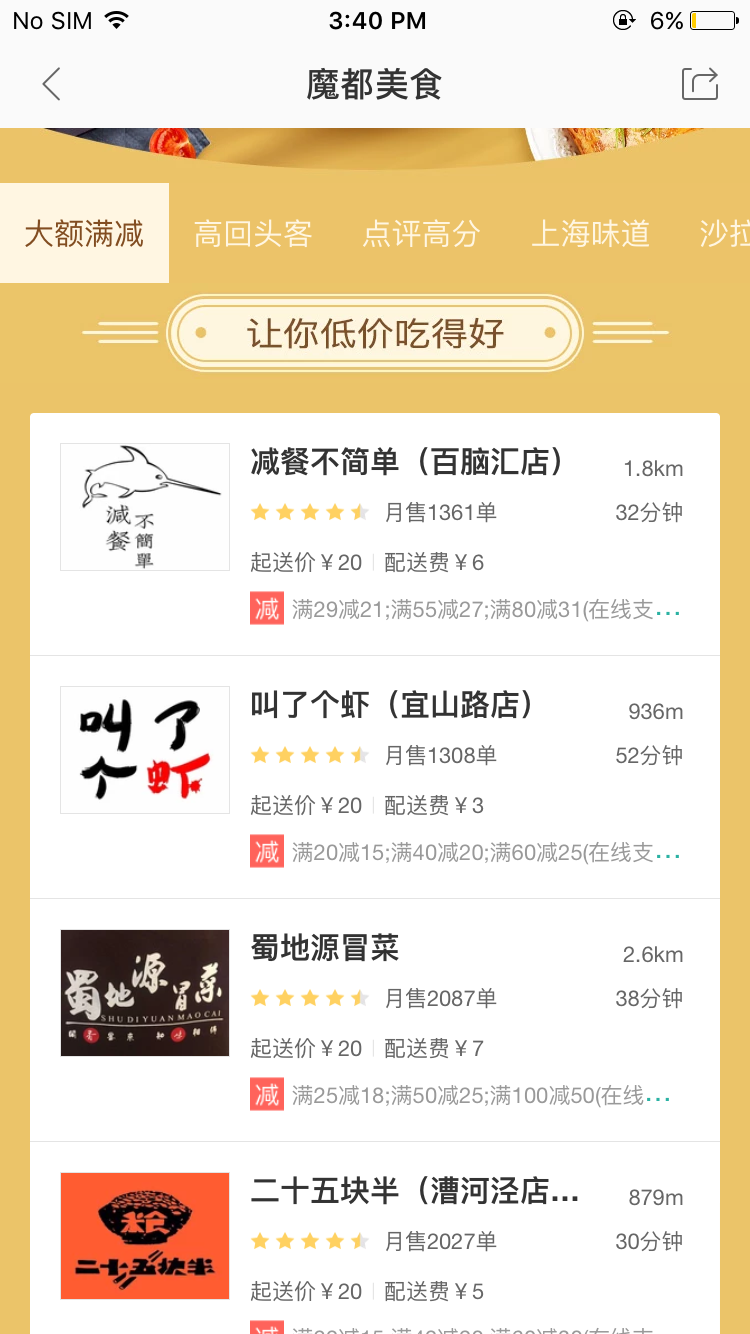 No SIM 3:40 PM 6%
魔都美食
大额满减 高回头客 点评高分 上海味道 沙拉
让你低价吃得好
减餐不简单（百脑汇店） 1.8km
月售1361单 32分钟
起送价￥20 配送费￥6
减 满29减21;满55减27;满80减31(在线支...
減餐
不簡單
叫了个虾（宜山路店） 936m
月售1308单 52分钟
起送价￥20 配送费￥3
减 满20减15;满40减20;满60减25(在线支...
叫了
个虾
蜀地源冒菜 2.6km
月售2087单 38分钟
起送价￥20 配送费￥7
减 满25减18;满50减25;满100减50(在线...
蜀地源冒菜
SHUDIYUANMAOCAI
二十五块半（漕河泾店... 879m
月售2027单 30分钟
起送价￥20 配送费￥5
二十五块半